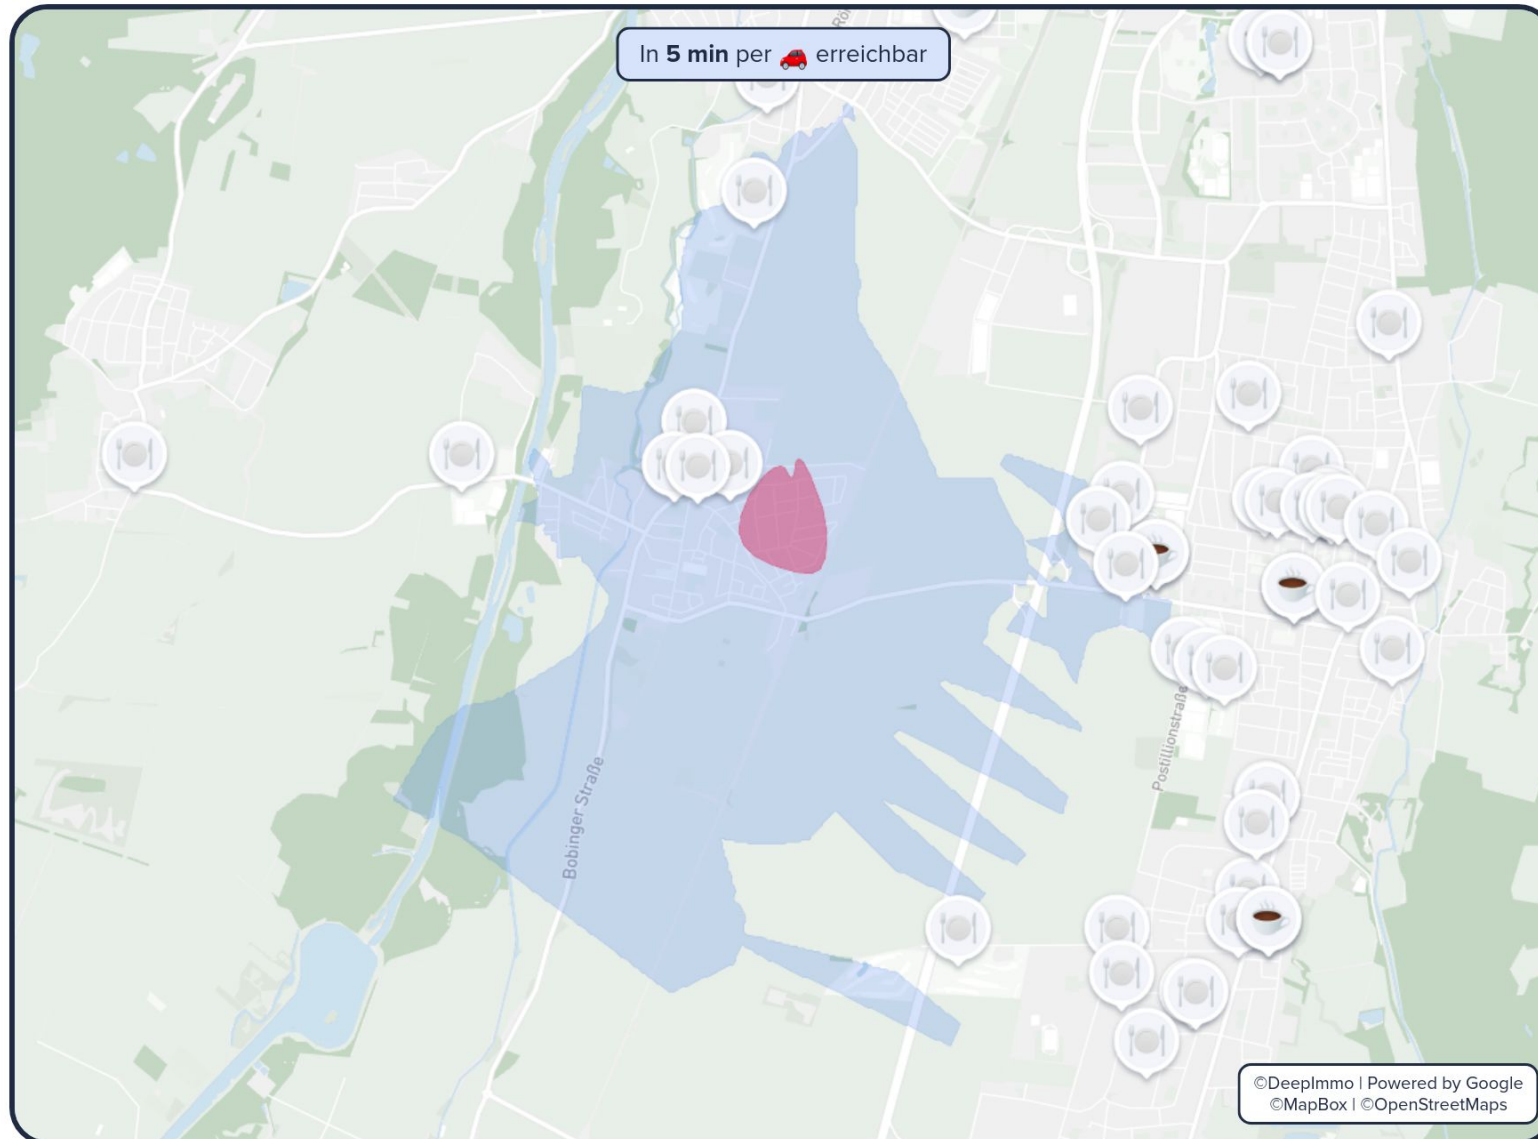 In 5 min per 🚗 erreichbar
Postillionstraße
Bobinger Straße
©DeepImmo | Powered by Google
©MapBox | ©OpenStreetMaps